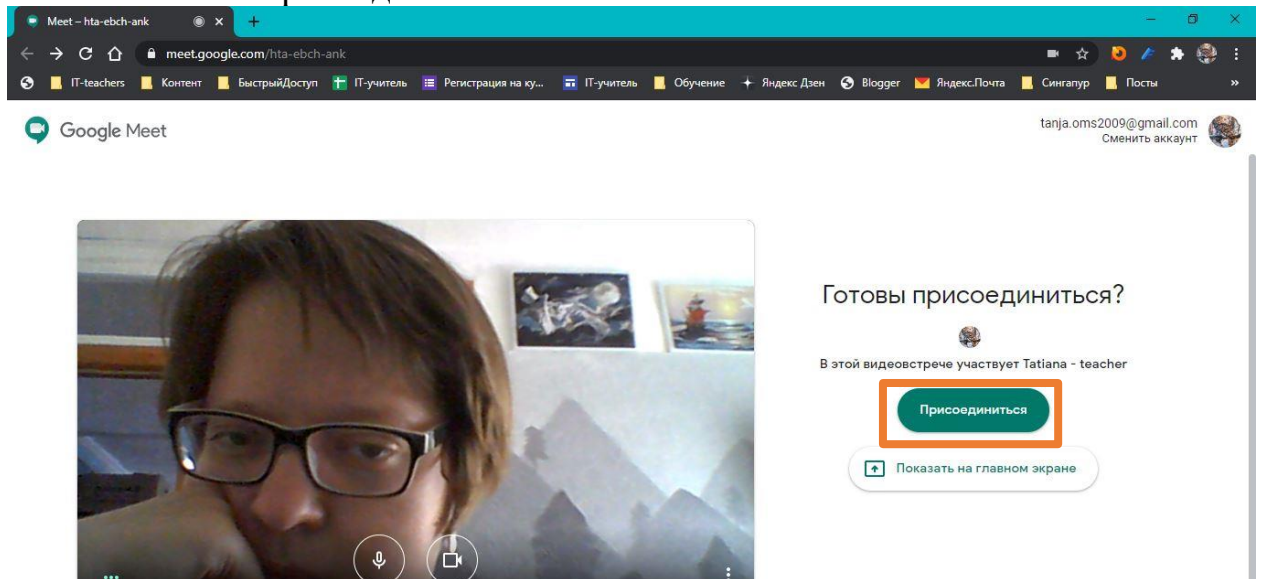 Meet – hta-ebch-ank
meet.google.com/hta-ebch-ank
IT-teachers Контент БыстрыйДоступ IT-учитель Регистрация на ку... IT-учитель Обучение Яндекс Дзен Blogger Яндекс.Почта Сингапур Посты »
Google Meet
tanja.oms2009@gmail.com
Сменить аккаунт
Готовы присоединиться?
В этой видеовстрече участвует Tatiana - teacher
Присоединиться
Показать на главном экране